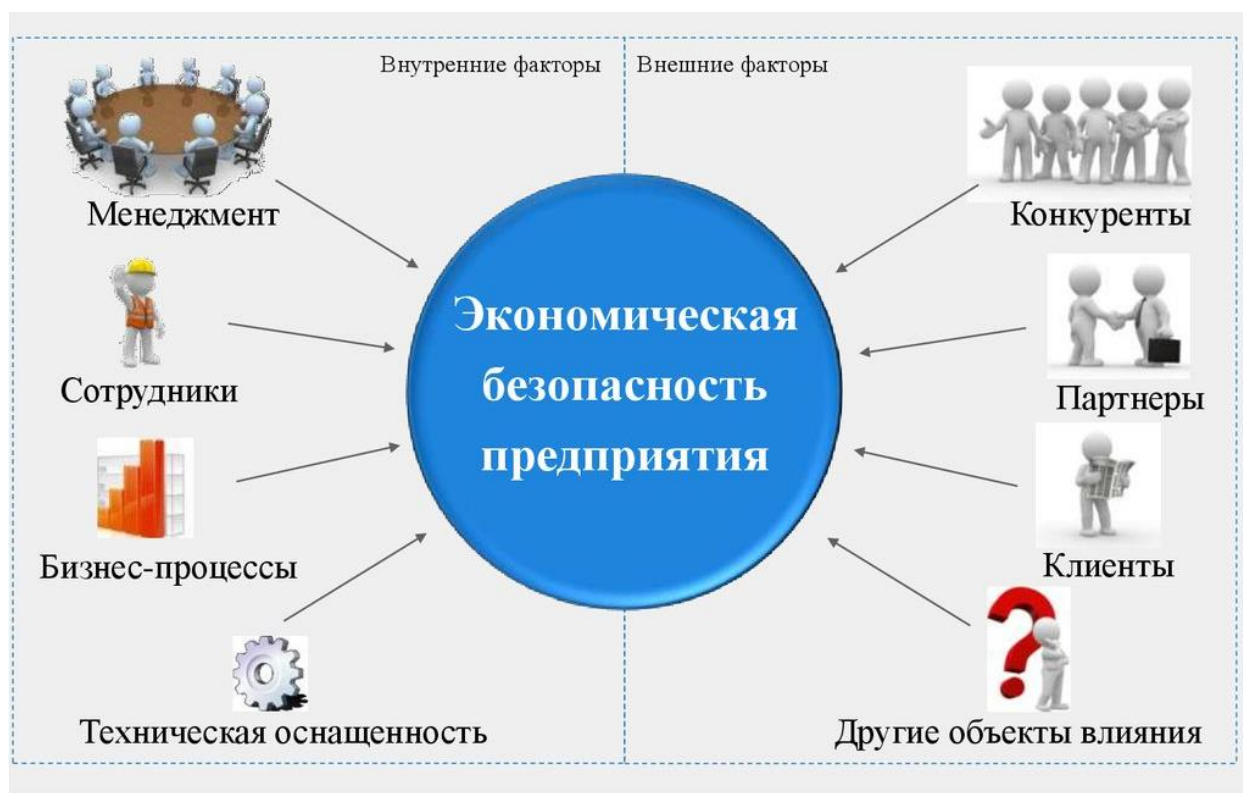 Внутренние факторы
Внешние факторы
Менеджмент
Сотрудники
Бизнес-процессы
Техническая оснащенность
Экономическая
безопасность
предприятия
Конкуренты
Партнеры
Клиенты
Другие объекты влияния